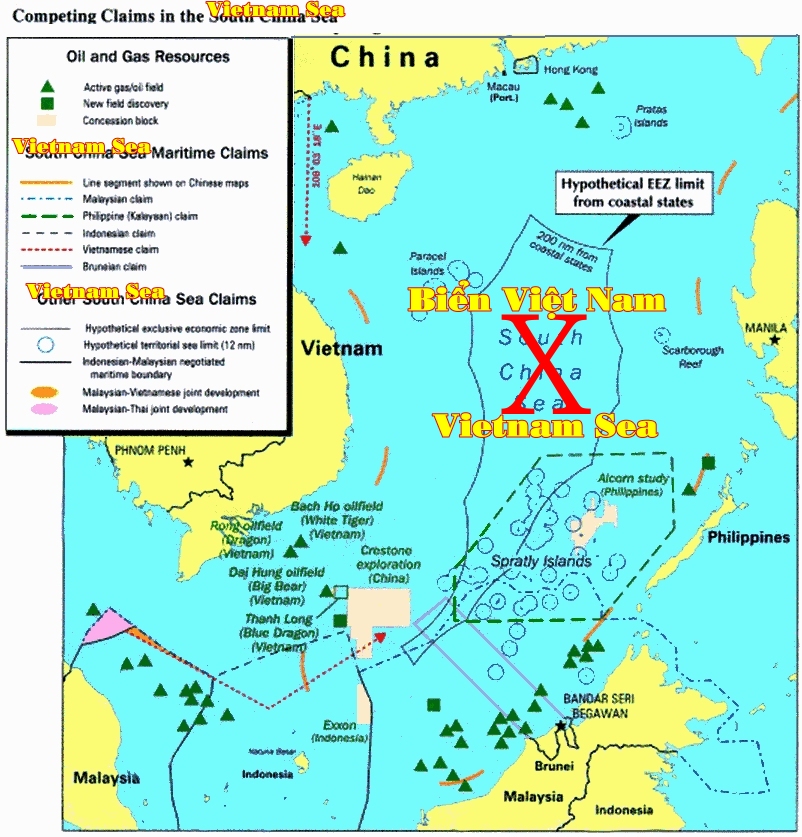 Competing Claims in the South China Sea
Vietnam Sea
Oil and Gas Resources
Active gas/oil field
New field discovery
Concession block
Vietnam Sea
South China Sea Maritime Claims
Line segment shown on Chinese maps
Malaysian claim
Philippine (Kalayaan) claim
Indonesian claim
Vietnamese claim
Bruneian claim
Vietnam Sea
Other South China Sea Claims
Hypothetical exclusive economic zone limit
Hypothetical territorial sea limit (12 nm)
Indonesian-Malaysian negotiated
maritime boundary
Malaysian-Vietnamese joint development
Malaysian-Thai joint development
China
Hong Kong
Macau
(Port.)
Pratas
Islands
108° 03' 18" E
Hainan
Dao
Hypothetical EEZ limit
from coastal states
200 nm from
coastal states
Paracel
Islands
Biển Việt Nam
South
China
Sea
X
Vietnam Sea
Vietnam
MANILA
Scarborough
Reef
PHNOM PENH
Alcorn study
(Philippines)
Bach Ho oilfield
(White Tiger)
(Vietnam)
Rong oilfield
(Dragon)
(Vietnam)
Crestone
exploration
(China)
Philippines
Spratly Islands
Dai Hung oilfield
(Big Bear)
(Vietnam)
Thanh Long
(Blue Dragon)
(Vietnam)
BANDAR SERI
BEGAWAN
Exxon
(Indonesia)
Natuna Besar
Malaysia
Indonesia
Brunei
Malaysia
Indonesia